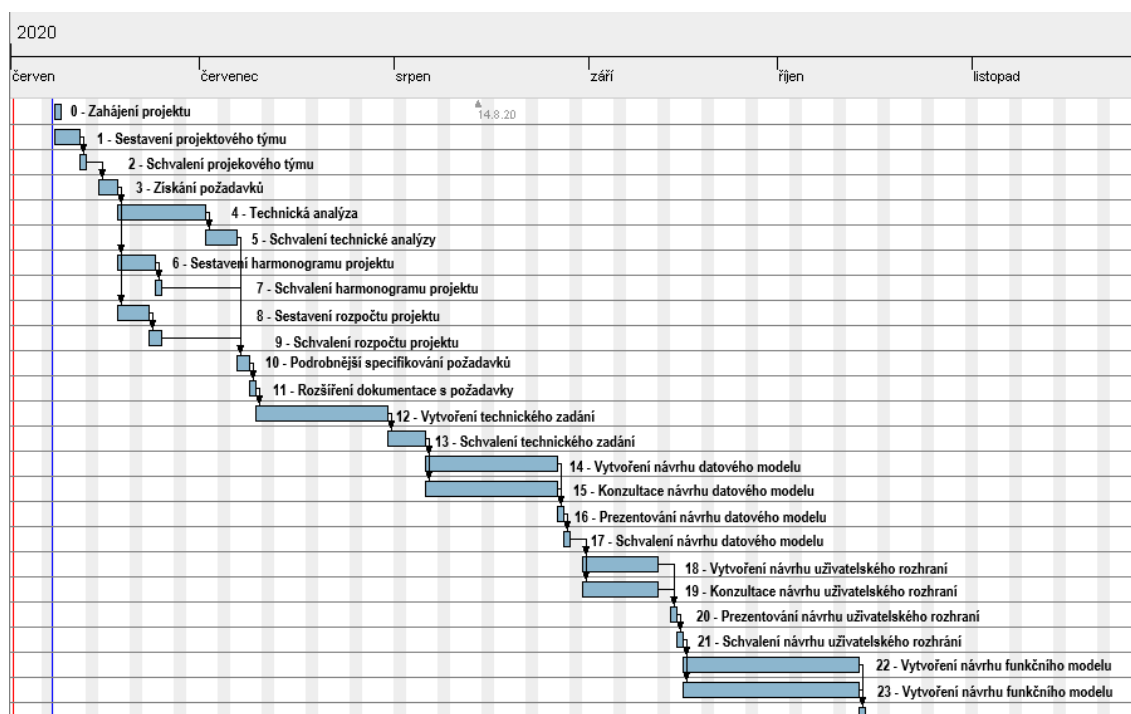 2020
červen červenec srpen září říjen listopad
14.8.20
0 - Zahájení projektu
1 - Sestavení projektového týmu
2 - Schvalení projekového týmu
3 - Získání požadavků
4 - Technická analýza
5 - Schvalení technické analýzy
6 - Sestavení harmonogramu projektu
7 - Schvalení harmonogramu projektu
8 - Sestavení rozpočtu projektu
9 - Schvalení rozpočtu projektu
10 - Podrobnější specifikování požadavků
11 - Rozšíření dokumentace s požadavky
12 - Vytvoření technického zadání
13 - Schvalení technického zadání
14 - Vytvoření návrhu datového modelu
15 - Konzultace návrhu datového modelu
16 - Prezentování návrhu datového modelu
17 - Schvalení návrhu datového modelu
18 - Vytvoření návrhu uživatelského rozhraní
19 - Konzultace návrhu uživatelského rozhraní
20 - Prezentování návrhu uživatelského rozhraní
21 - Schvalení návrhu uživatelského rozhrání
22 - Vytvoření návrhu funkčního modelu
23 - Vytvoření návrhu funkčního modelu